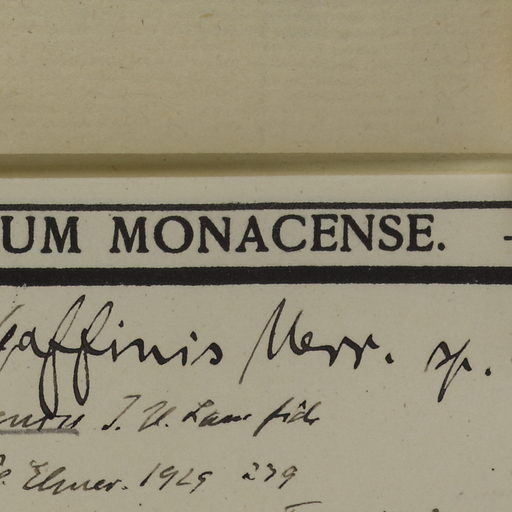 UM MONACENSE. -
affinis Merr. sp.
J. H. Lam fide
Elmer. 1929 239